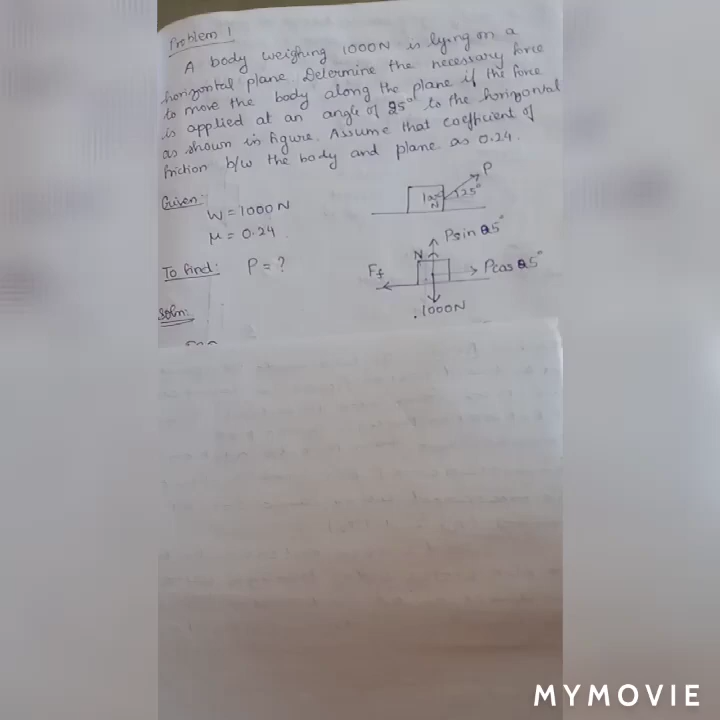 Problem 1
A body weighing 1000N is lying on a
horizontal plane. Determine the necessary force
to move the body along the plane if the force
is applied at an angle of 25° to the horizontal
as shown in figure. Assume that coefficient of
friction b/w the body and plane as 0.24.
Given:
W = 1000 N
μ = 0.24
To find: P = ?
Soln:
P
25°
N
P sin 25°
N
Ff
P cos 25°
1000N
MYMOVIE